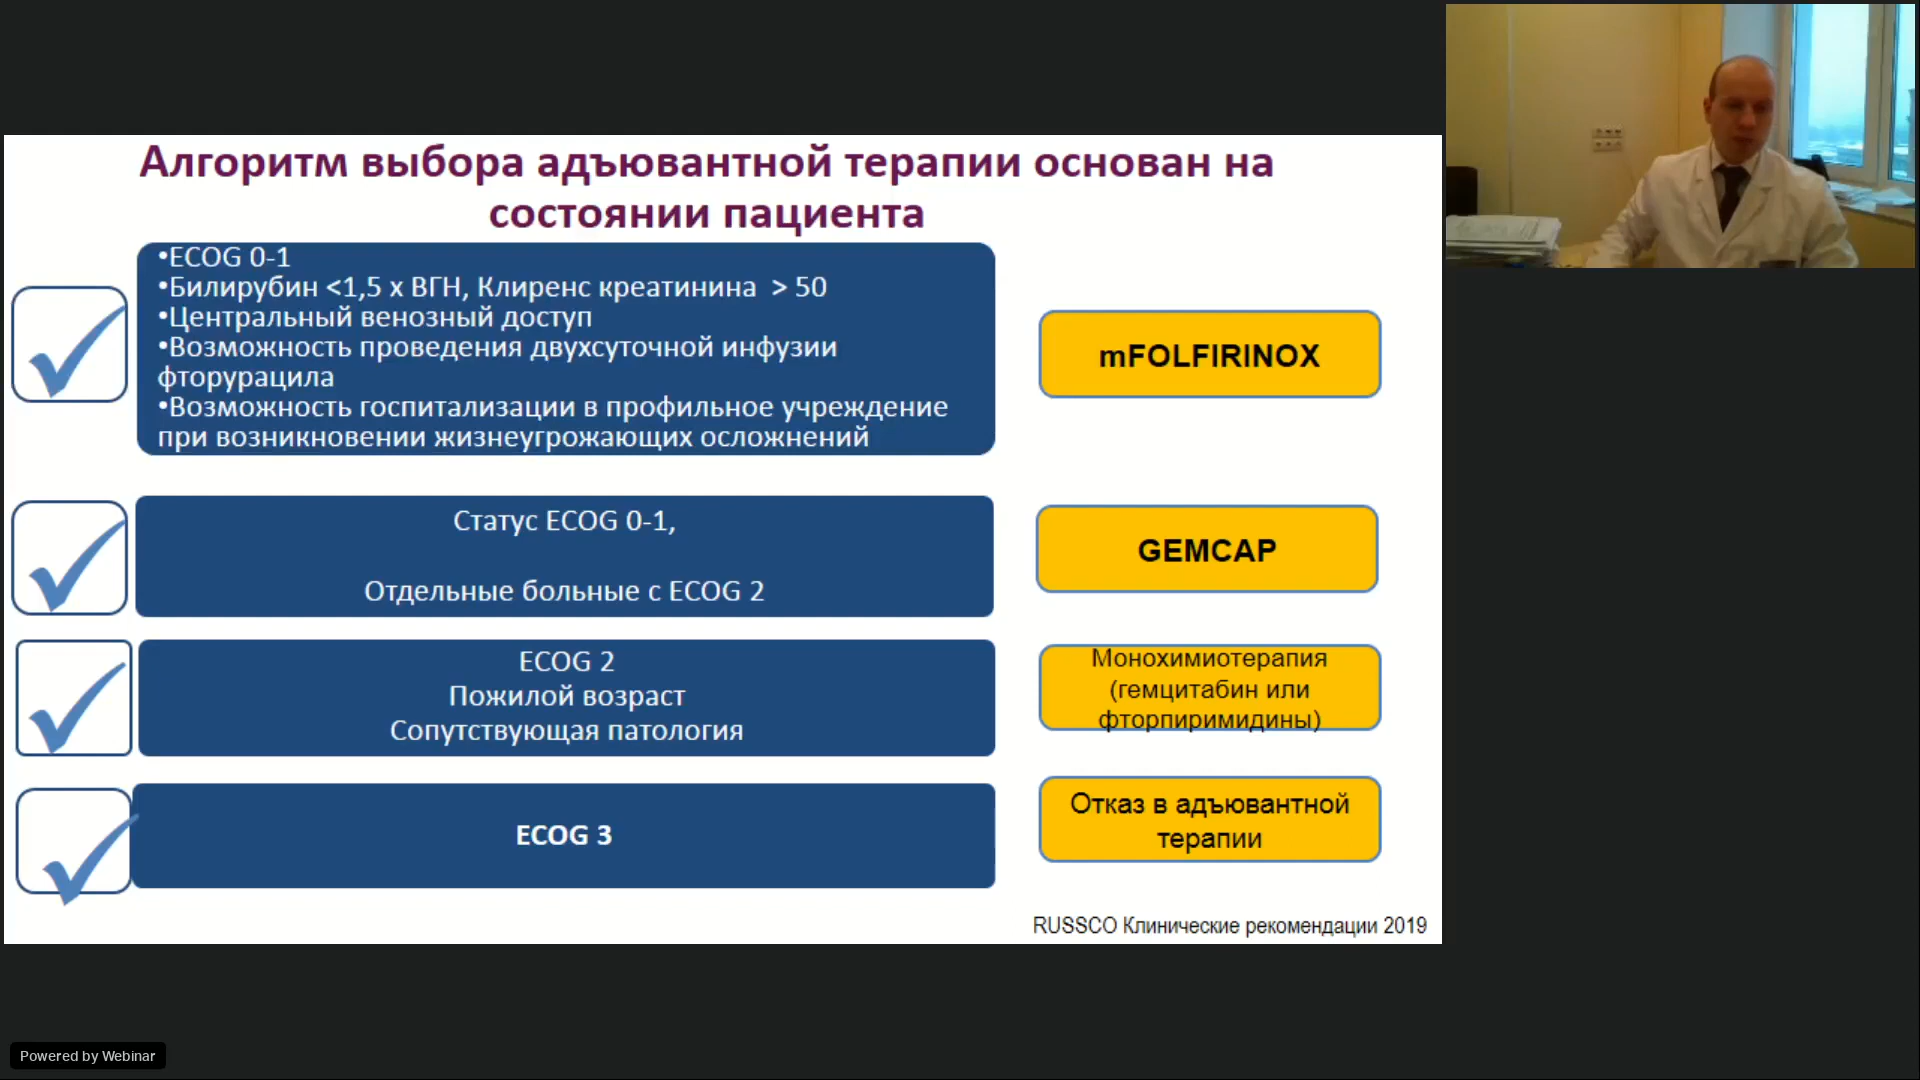 Алгоритм выбора адъювантной терапии основан на
состоянии пациента
•ECOG 0-1
•Билирубин <1,5 х ВГН, Клиренс креатинина > 50
•Центральный венозный доступ
•Возможность проведения двухсуточной инфузии
фторурацила
•Возможность госпитализации в профильное учреждение
при возникновении жизнеугрожающих осложнений
mFOLFIRINOX
Статус ECOG 0-1,
Отдельные больные с ECOG 2
GEMCAP
ECOG 2
Пожилой возраст
Сопутствующая патология
Монохимиотерапия
(гемцитабин или
фторпиримидины)
ECOG 3
Отказ в адъювантной
терапии
RUSSCO Клинические рекомендации 2019
Powered by Webinar